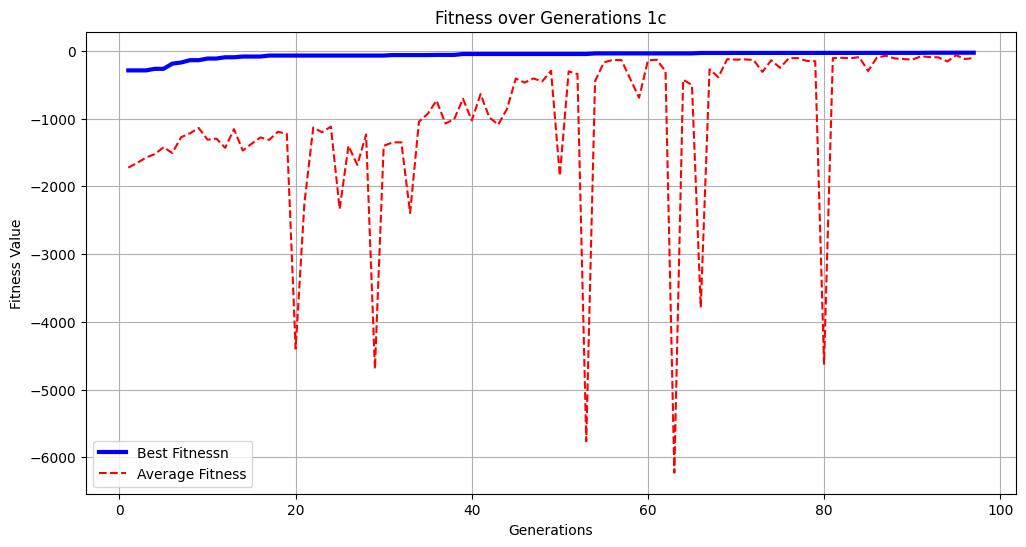 Fitness over Generations 1c
Fitness Value
0
−1000
−2000
−3000
−4000
−5000
−6000
Best Fitnessn
Average Fitness
0 20 40 60 80 100
Generations